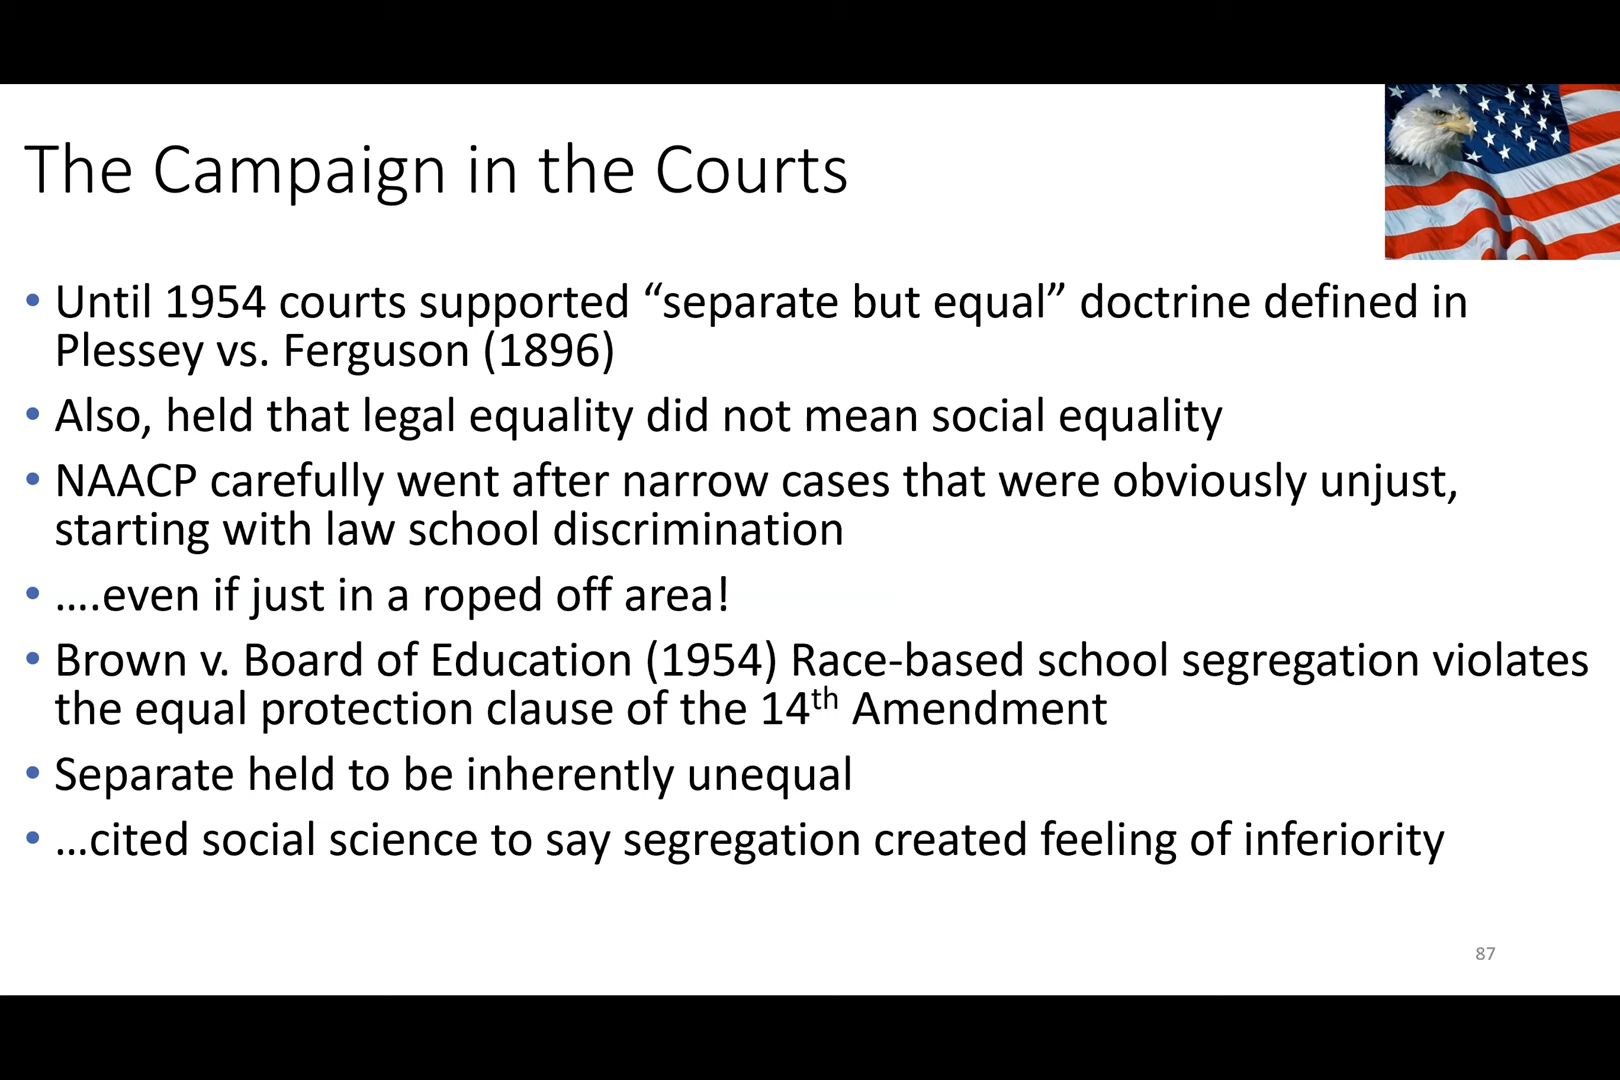 The Campaign in the Courts
• Until 1954 courts supported “separate but equal” doctrine defined in
Plessey vs. Ferguson (1896)
• Also, held that legal equality did not mean social equality
• NAACP carefully went after narrow cases that were obviously unjust,
starting with law school discrimination
• ....even if just in a roped off area!
• Brown v. Board of Education (1954) Race-based school segregation violates
the equal protection clause of the 14th Amendment
• Separate held to be inherently unequal
• ...cited social science to say segregation created feeling of inferiority
87